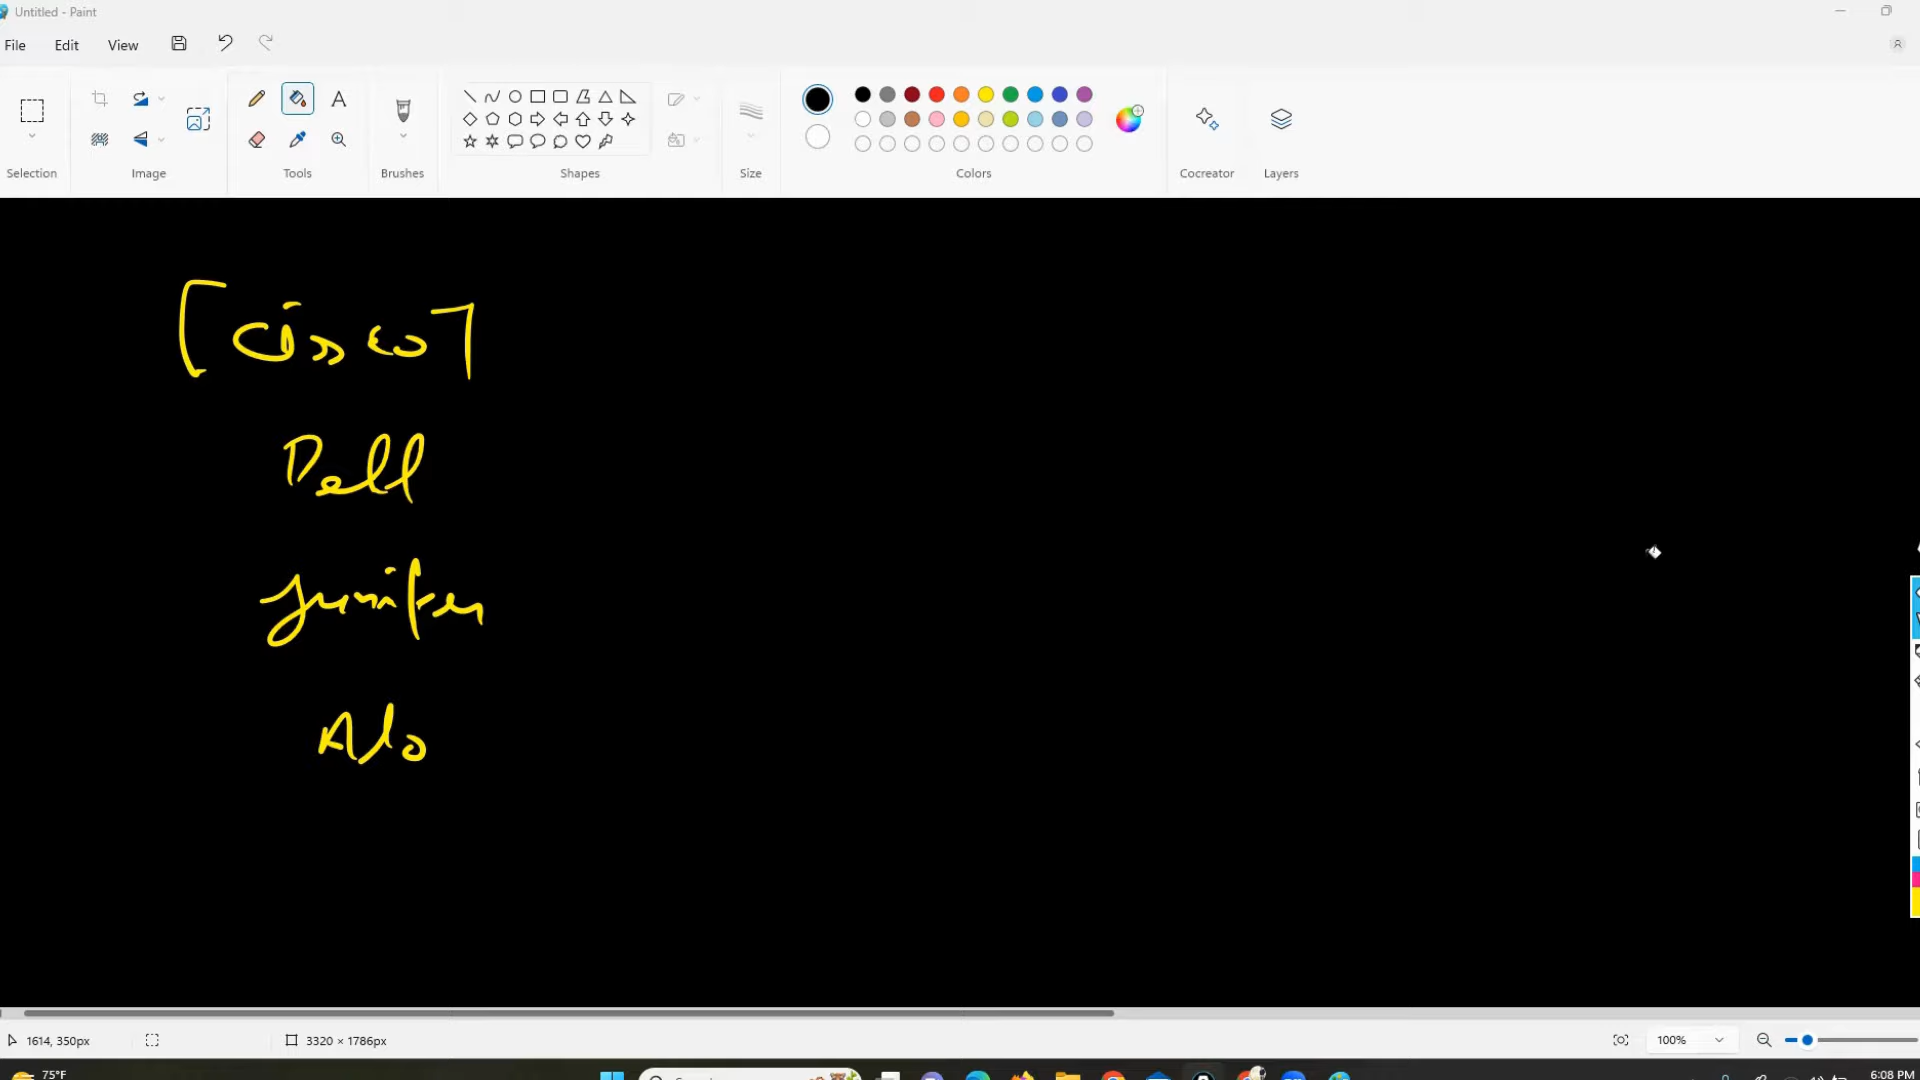 Untitled - Paint
File Edit View
Selection Image Tools Brushes Shapes Size Colors Cocreator Layers
[Cisco]
Dell
Juniper
Alo
1614, 350px 3320 × 1786px 100%
75°F 6:08 PM